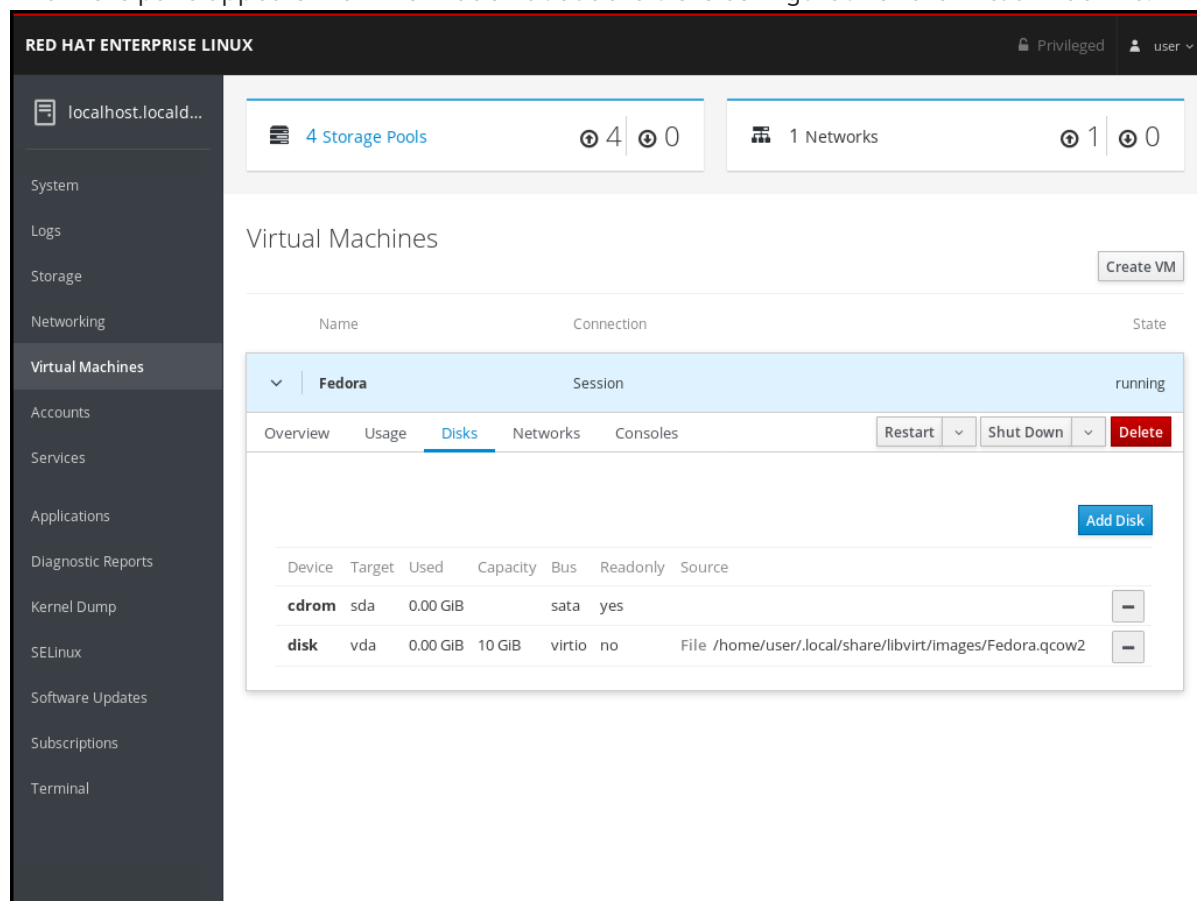 RED HAT ENTERPRISE LINUX Privileged user
localhost.locald...
4 Storage Pools 4 0 1 Networks 1 0
System
Logs
Storage
Networking
Virtual Machines
Accounts
Services
Applications
Diagnostic Reports
Kernel Dump
SELinux
Software Updates
Subscriptions
Terminal
Virtual Machines
Create VM
Name Connection State
Fedora Session running
Overview Usage Disks Networks Consoles Restart Shut Down Delete
Add Disk
Device Target Used Capacity Bus Readonly Source
cdrom sda 0.00 GiB sata yes
disk vda 0.00 GiB 10 GiB virtio no File /home/user/.local/share/libvirt/images/Fedora.qcow2